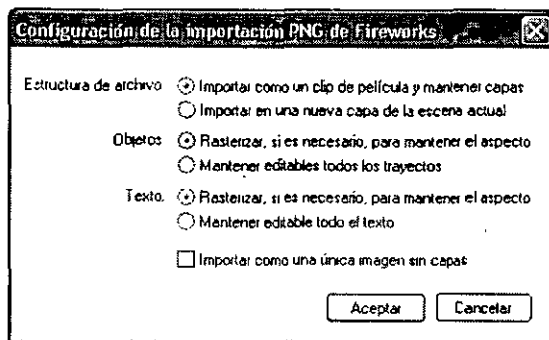 Configuración de la importación PNG de Fireworks
Estructura de archivo Importar como un clip de película y mantener capas
Importar en una nueva capa de la escena actual
Objetos Rasterizar, si es necesario, para mantener el aspecto
Mantener editables todos los trayectos
Texto. Rasterizar, si es necesario, para mantener el aspecto
Mantener editable todo el texto
Importar como una única imagen sin capas
Aceptar Cancelar